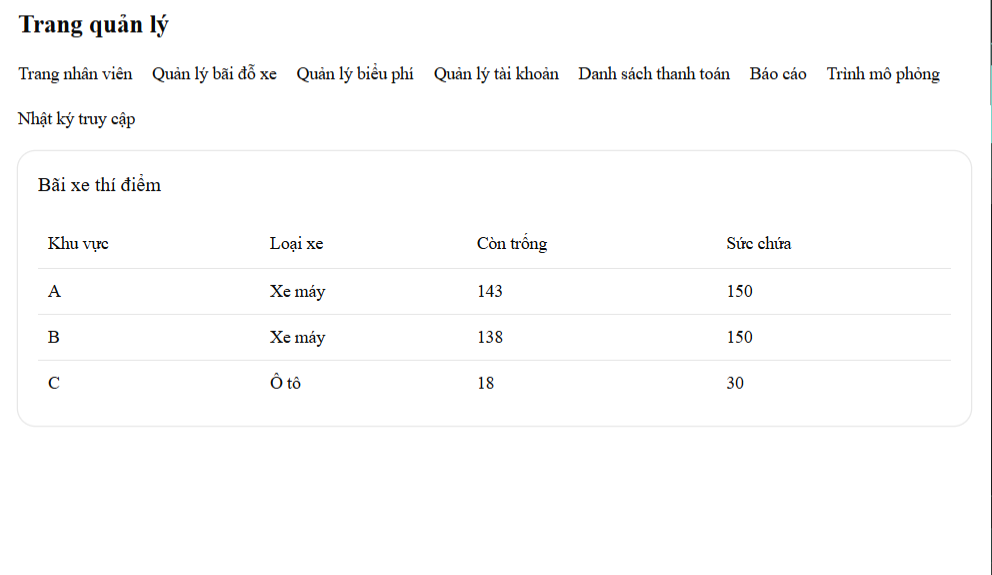 Trang quản lý
Trang nhân viên Quản lý bãi đỗ xe Quản lý biểu phí Quản lý tài khoản Danh sách thanh toán Báo cáo Trình mô phỏng
Nhật ký truy cập
Bãi xe thí điểm
Khu vực Loại xe Còn trống Sức chứa
A Xe máy 143 150
B Xe máy 138 150
C Ô tô 18 30